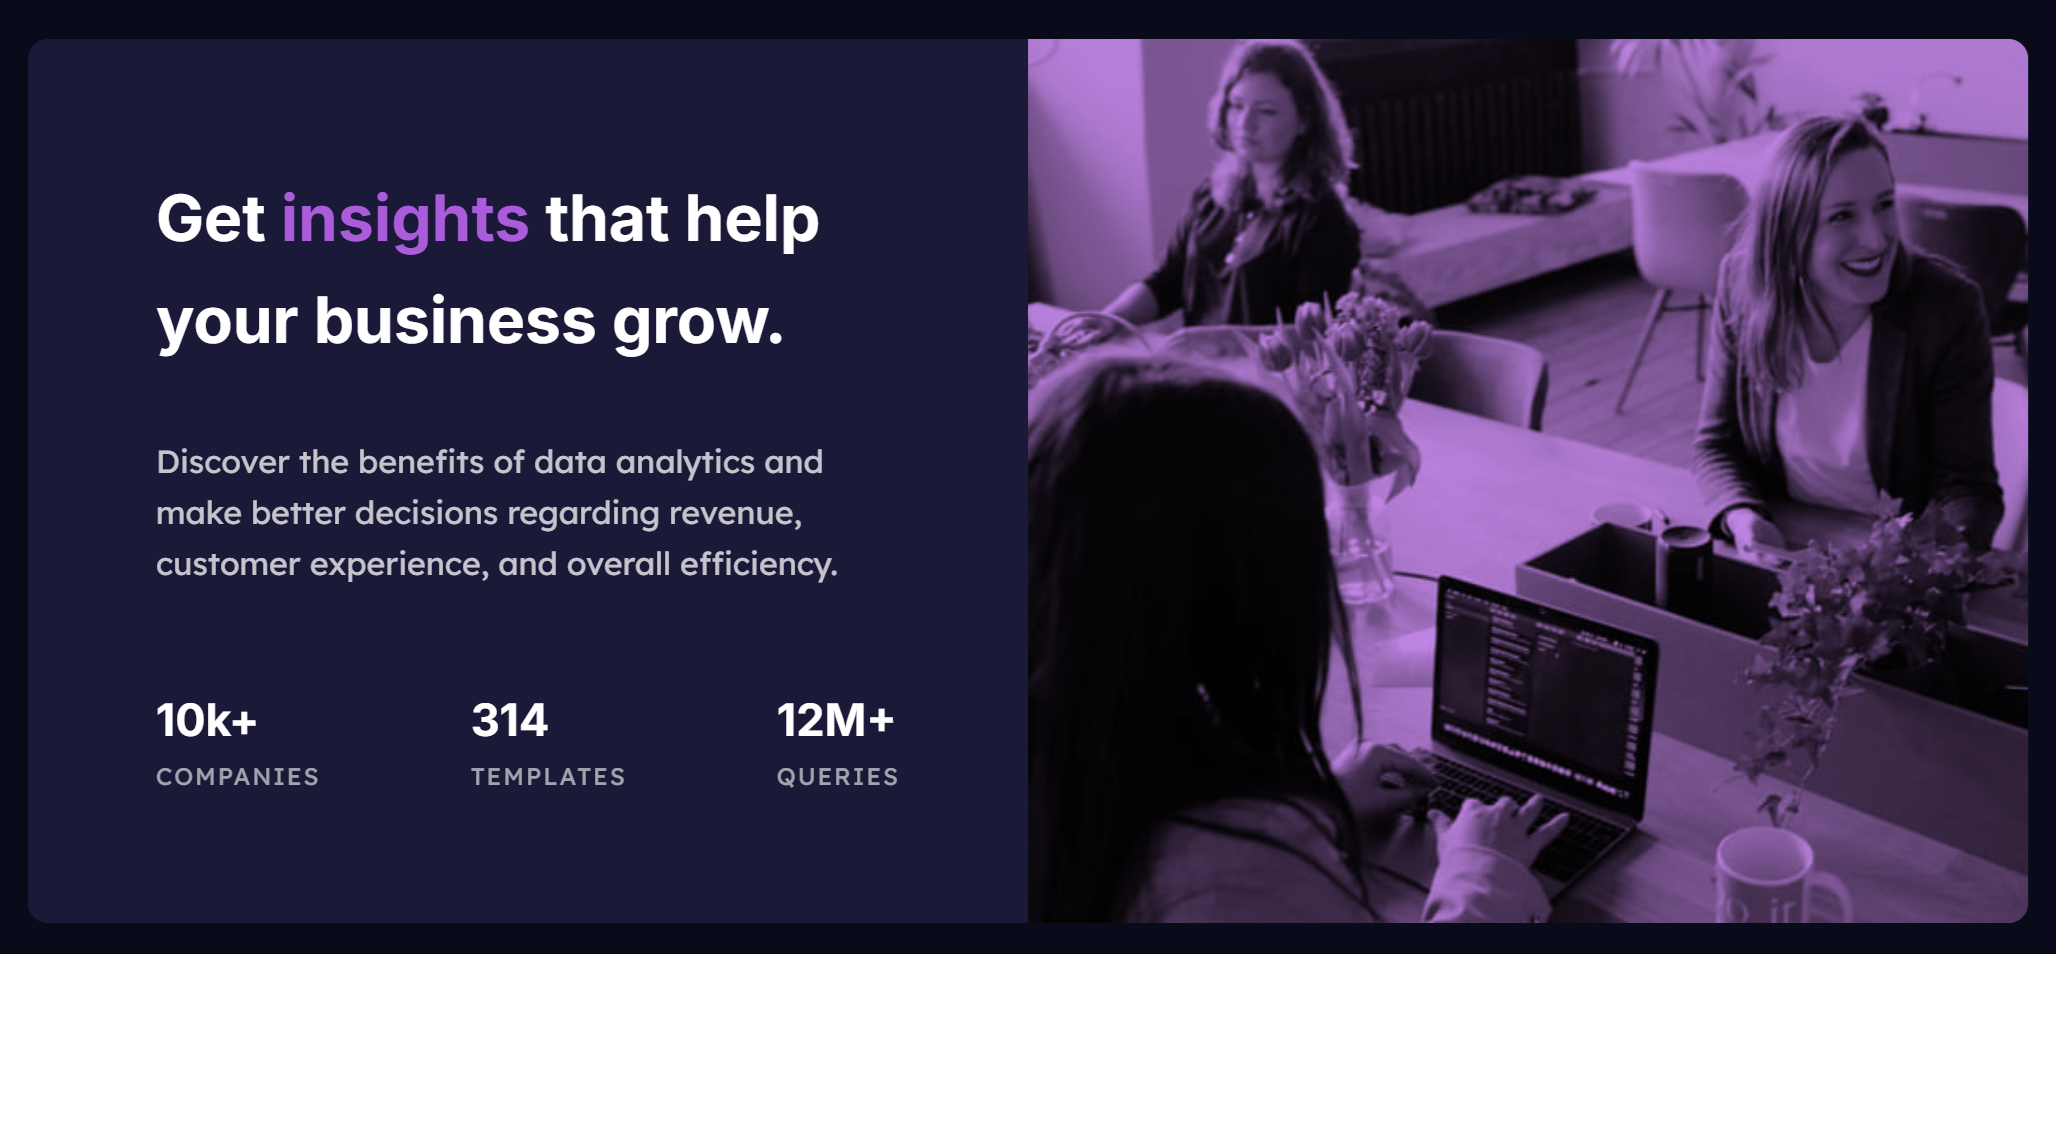 Get insights that help
your business grow.
Discover the benefits of data analytics and
make better decisions regarding revenue,
customer experience, and overall efficiency.
10k+
COMPANIES
314
TEMPLATES
12M+
QUERIES